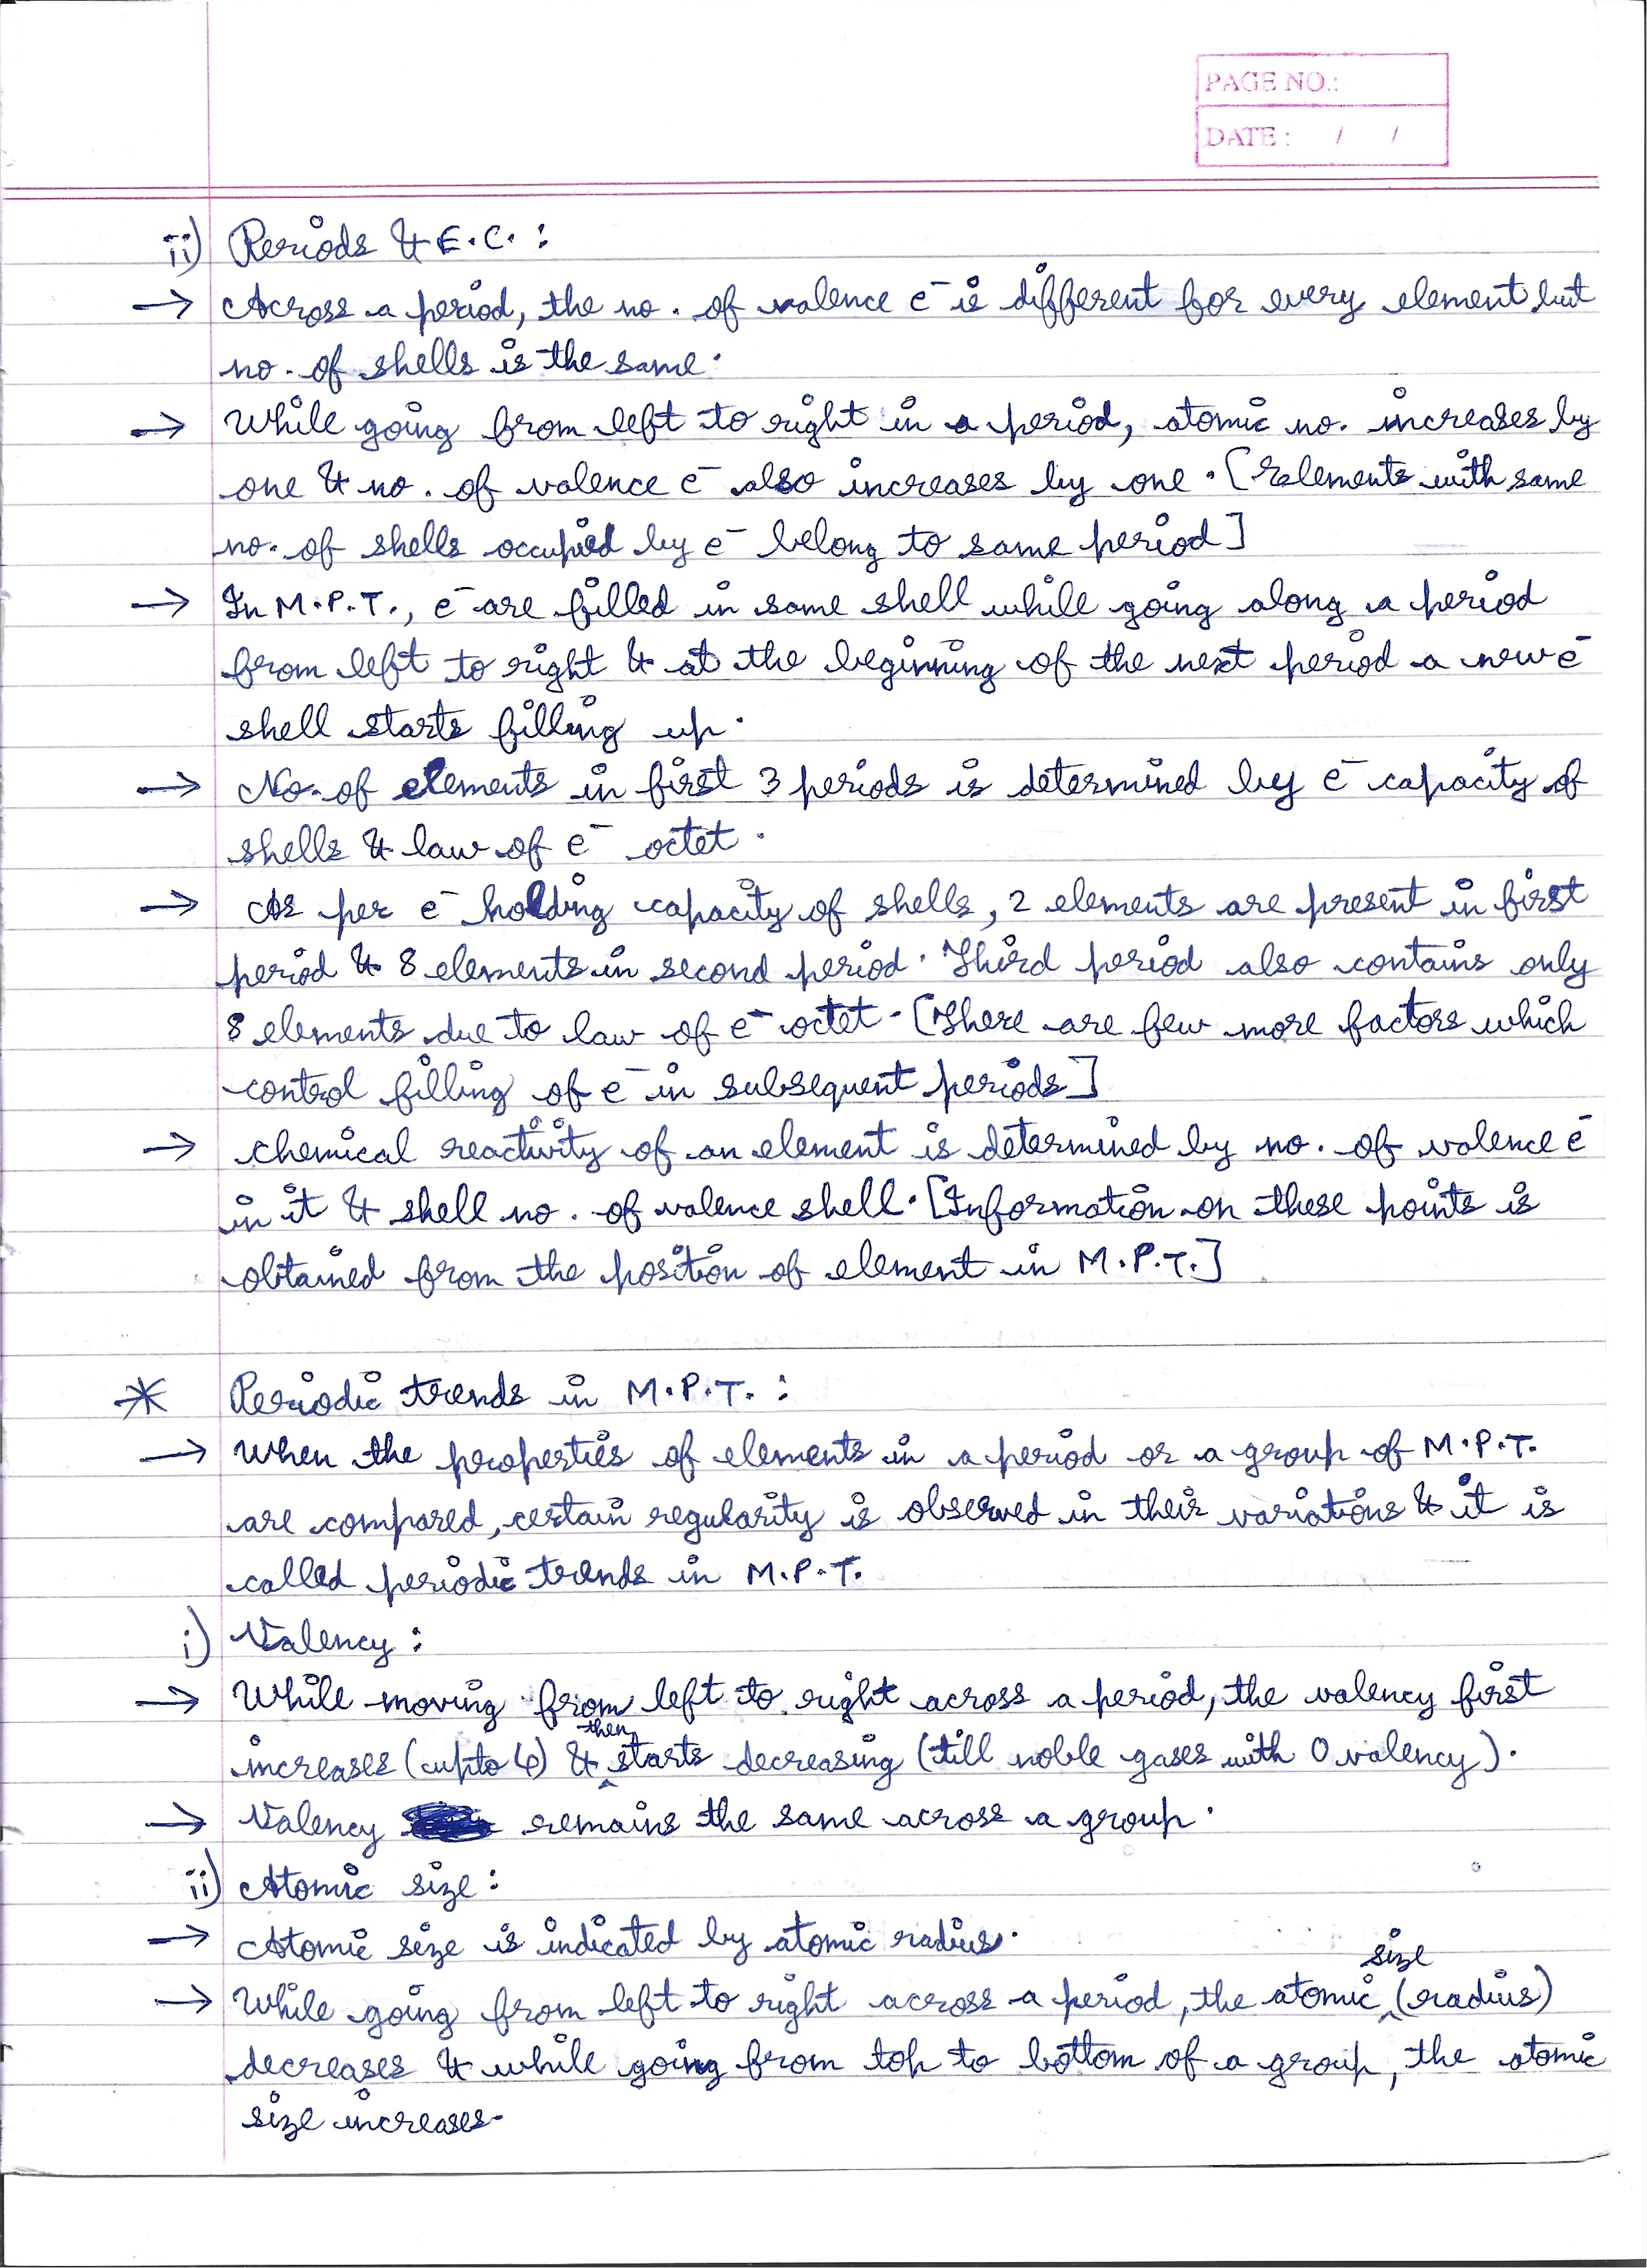 PAGE NO.:
DATE : / /
ii) Periods & E.C. :
→ Across a period, the no. of valence e⁻ is different for every element but
no. of shells is the same.
→ While going from left to right in a period, atomic no. increases by
one & no. of valence e⁻ also increases by one. [Elements with same
no. of shells occupied by e⁻ belong to same period]
→ In M.P.T., e⁻ are filled in same shell while going along a period
from left to right & at the beginning of the next period a new e⁻
shell starts filling up.
→ No. of elements in first 3 periods is determined by e⁻ capacity of
shells & law of e⁻ octet.
→ As per e⁻ holding capacity of shells, 2 elements are present in first
period & 8 elements in second period. Third period also contains only
8 elements due to law of e⁻ octet. [There are few more factors which
control filling of e⁻ in subsequent periods]
→ Chemical reactivity of an element is determined by no. of valence e⁻
in it & shell no. of valence shell. [Information on these points is
obtained from the position of element in M.P.T.]
* Periodic trends in M.P.T. :
→ When the properties of elements in a period or a group of M.P.T.
are compared, certain regularity is observed in their variations & it is
called periodic trends in M.P.T.
i) Valency :
→ While moving from left to right across a period, the valency first
increases (upto 4) & then starts decreasing (till noble gases with 0 valency).
→ Valency remains the same across a group.
ii) Atomic size :
→ Atomic size is indicated by atomic radius.
→ While going from left to right across a period, the atomic size (radius)
decreases & while going from top to bottom of a group, the atomic
size increases.